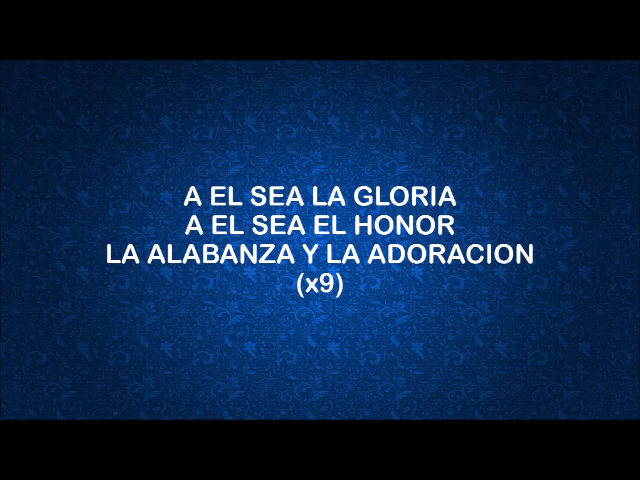 A EL SEA LA GLORIA
A EL SEA EL HONOR
LA ALABANZA Y LA ADORACION
(x9)